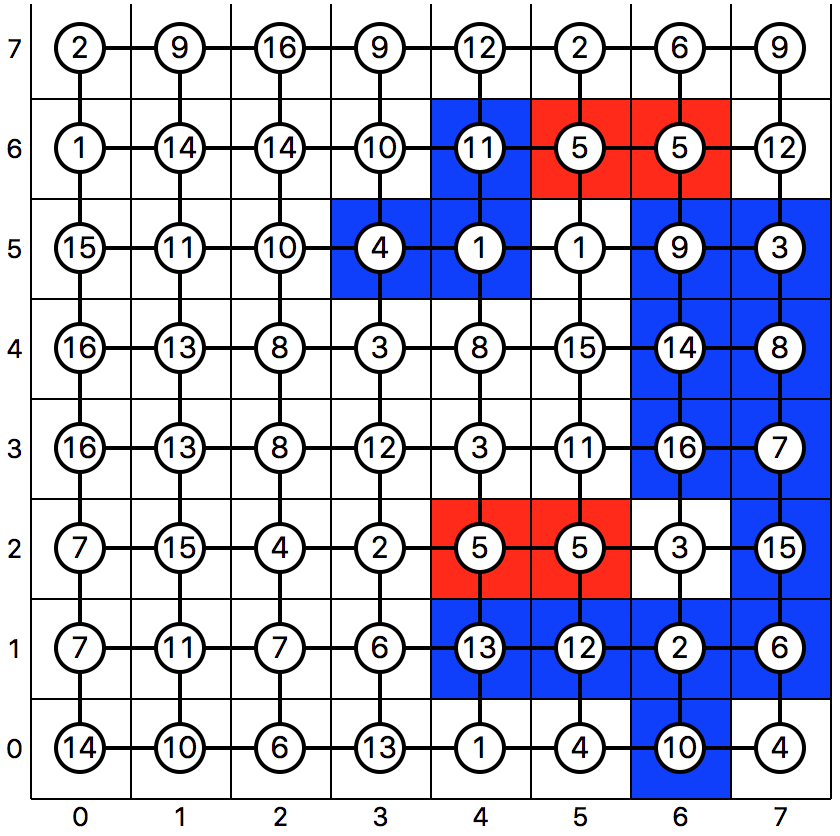 7 2 9 16 9 12 2 6 9
6 1 14 14 10 11 5 5 12
5 15 11 10 4 1 1 9 3
4 16 13 8 3 8 15 14 8
3 16 13 8 12 3 11 16 7
2 7 15 4 2 5 5 3 15
1 7 11 7 6 13 12 2 6
0 14 10 6 13 1 4 10 4
0 1 2 3 4 5 6 7